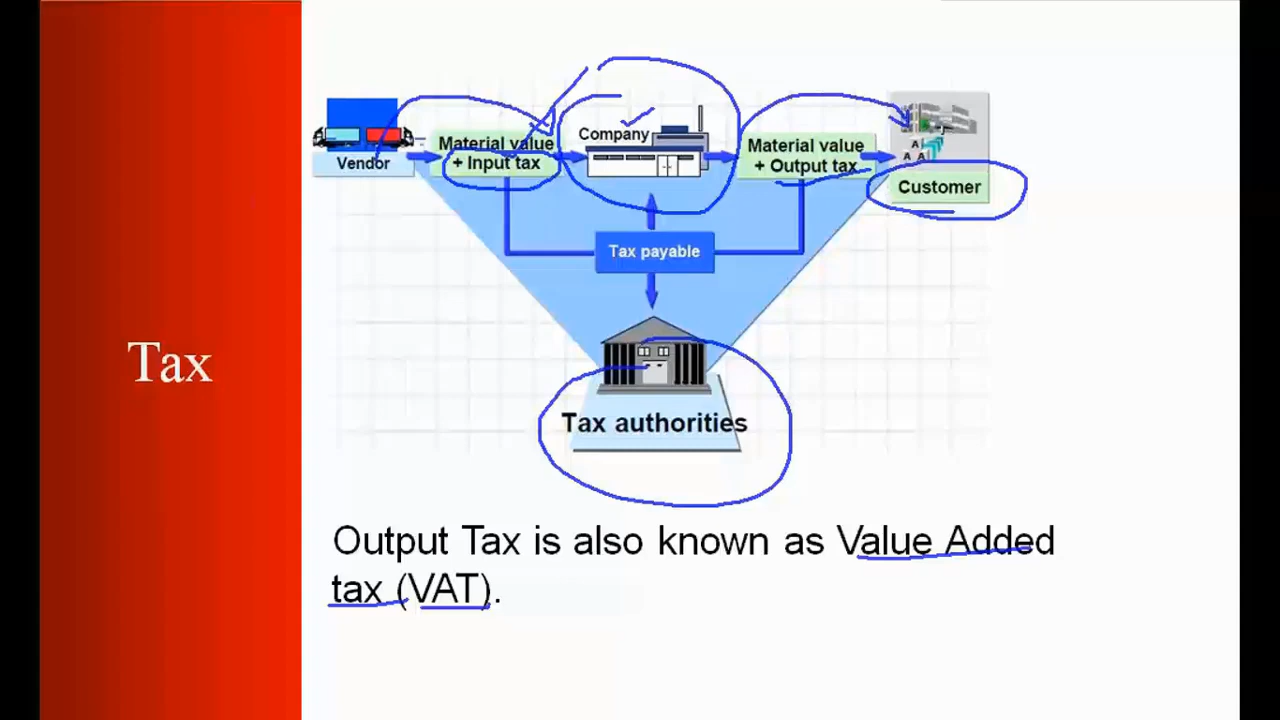 Tax
Vendor
Material value
+ Input tax
Company
Material value
+ Output tax
A
A A
Customer
Tax payable
Tax authorities
Output Tax is also known as Value Added
tax (VAT).